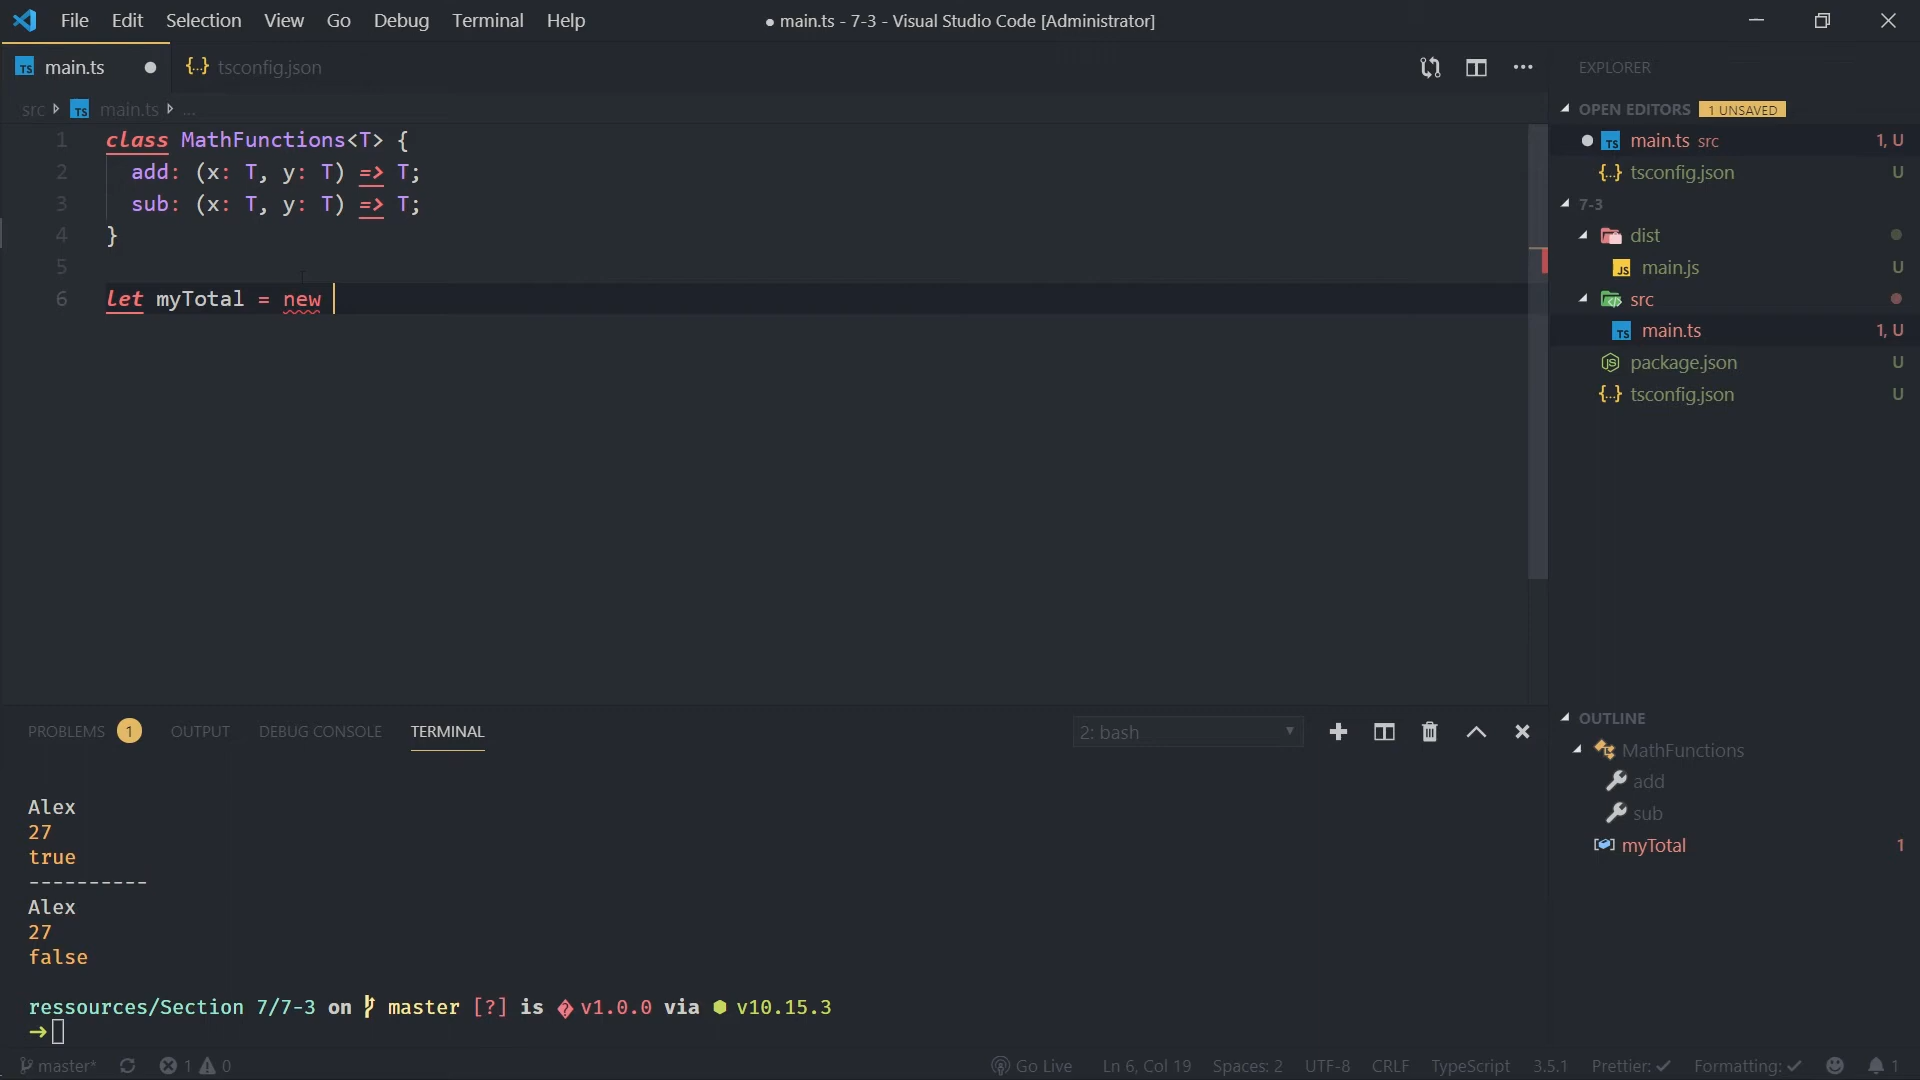 File Edit Selection View Go Debug Terminal Help
● main.ts - 7-3 - Visual Studio Code [Administrator]
TS main.ts ● {..} tsconfig.json
src TS main.ts ...
1 class MathFunctions<T> {
2 add: (x: T, y: T) => T;
3 sub: (x: T, y: T) => T;
4 }
5
6 let myTotal = new
EXPLORER
OPEN EDITORS 1 UNSAVED
● TS main.ts src 1, U
{..} tsconfig.json U
7-3
dist
JS main.js U
src
TS main.ts 1, U
package.json U
{..} tsconfig.json U
OUTLINE
MathFunctions
add
sub
myTotal 1
PROBLEMS 1 OUTPUT DEBUG CONSOLE TERMINAL 2: bash
Alex
27
true
----------
Alex
27
false
ressources/Section 7/7-3 on master [?] is � v1.0.0 via ⬢ v10.15.3
➜
master* 1 0 Go Live Ln 6, Col 19 Spaces: 2 UTF-8 CRLF TypeScript 3.5.1 Prettier: ✓ Formatting: ✓ 1